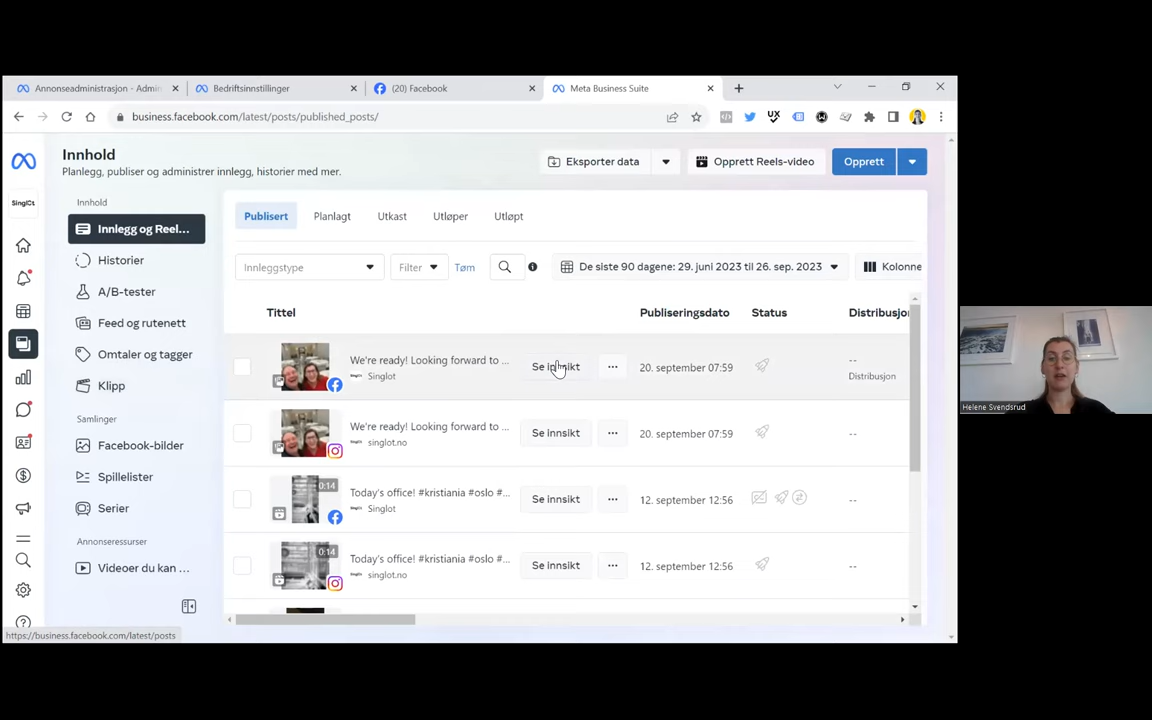 Annonseadministrasjon - Admin
Bedriftsinnstillinger
(20) Facebook
Meta Business Suite
business.facebook.com/latest/posts/published_posts/
Innhold
Planlegg, publiser og administrer innlegg, historier med mer.
Eksporter data
Opprett Reels-video
Opprett
Innhold
Innlegg og Reel...
Historier
A/B-tester
Feed og rutenett
Omtaler og tagger
Klipp
Samlinger
Facebook-bilder
Spillelister
Serier
Annonseressurser
Videoer du kan ...
Publisert
Planlagt
Utkast
Utløper
Utløpt
Innleggstype
Filter
Tøm
De siste 90 dagene: 29. juni 2023 til 26. sep. 2023
Kolonne
Tittel
Publiseringsdato
Status
Distribusjon
We're ready! Looking forward to ...
Singlot
Se innsikt
20. september 07:59
--
Distribusjon
We're ready! Looking forward to ...
singlot.no
Se innsikt
20. september 07:59
--
0:14
Today's office! #kristiania #oslo #...
Singlot
Se innsikt
12. september 12:56
--
0:14
Today's office! #kristiania #oslo #...
singlot.no
Se innsikt
12. september 12:56
--
https://business.facebook.com/latest/posts
Helene Svendsrud